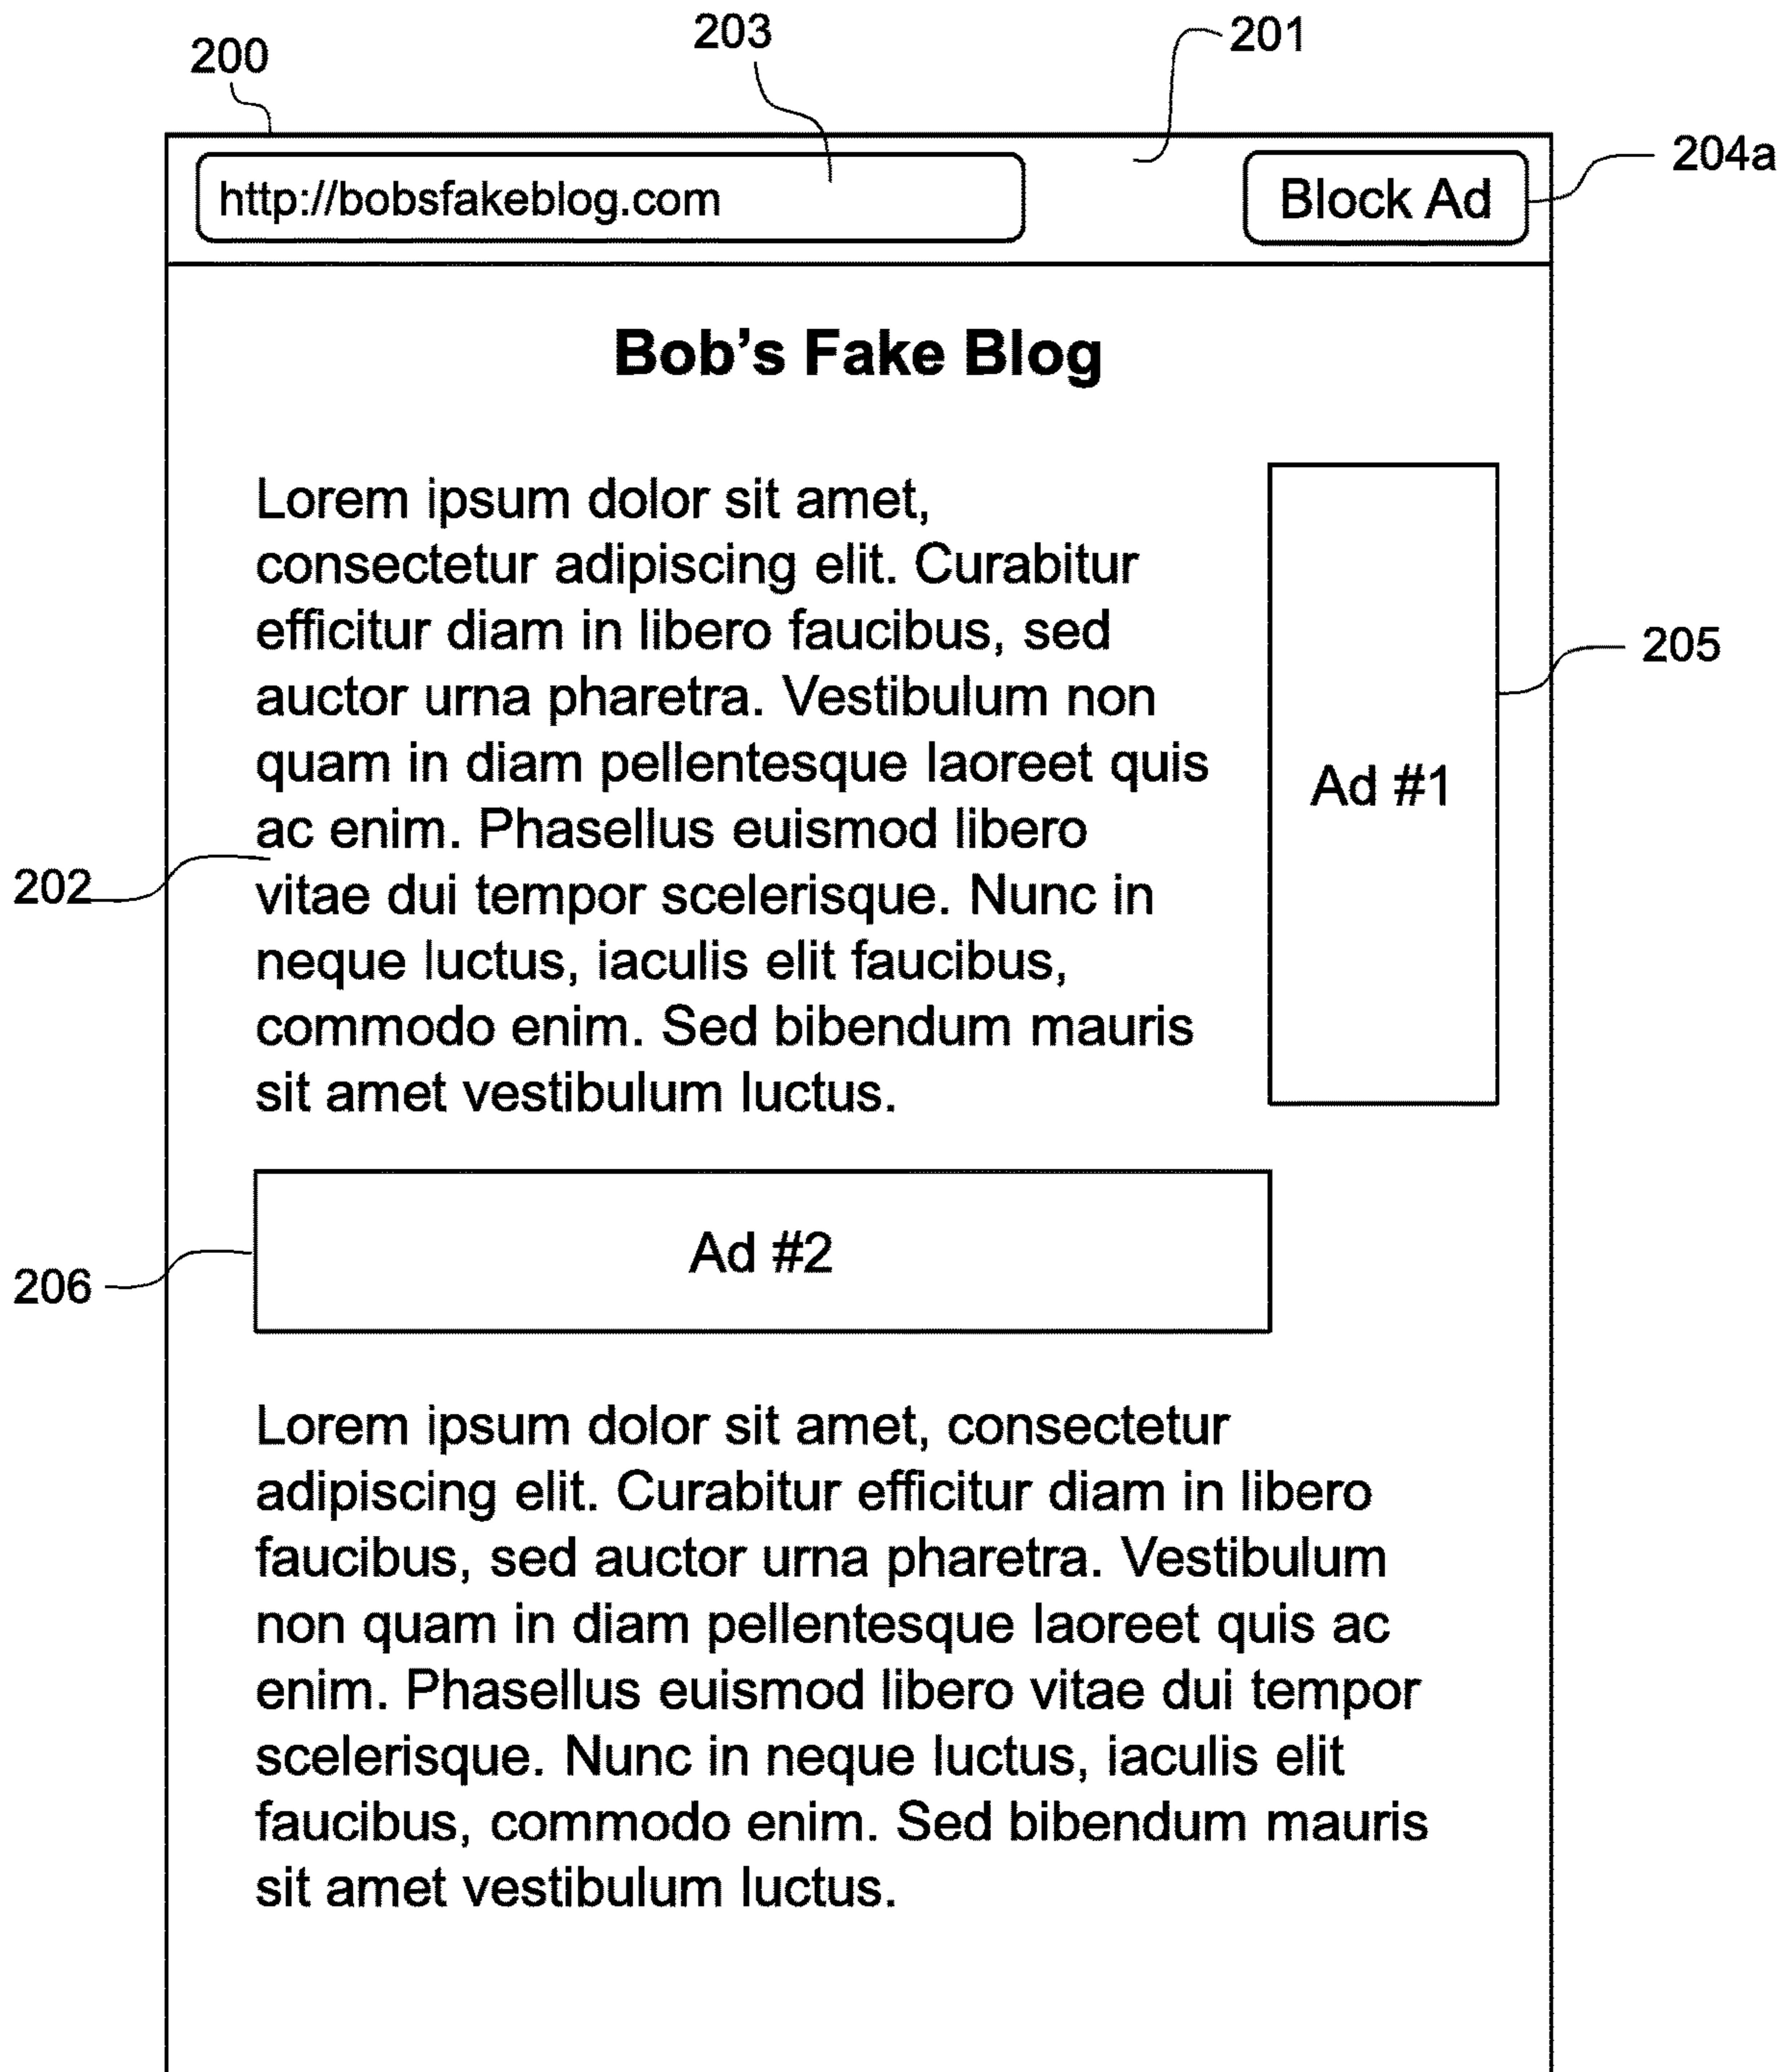 203
201
200
204a
http://bobsfakeblog.com
Block Ad
Bob's Fake Blog
Lorem ipsum dolor sit amet,
consectetur adipiscing elit. Curabitur
efficitur diam in libero faucibus, sed
auctor urna pharetra. Vestibulum non
quam in diam pellentesque laoreet quis
ac enim. Phasellus euismod libero
vitae dui tempor scelerisque. Nunc in
neque luctus, iaculis elit faucibus,
commodo enim. Sed bibendum mauris
sit amet vestibulum luctus.
205
Ad #1
202
Ad #2
206
Lorem ipsum dolor sit amet, consectetur
adipiscing elit. Curabitur efficitur diam in libero
faucibus, sed auctor urna pharetra. Vestibulum
non quam in diam pellentesque laoreet quis ac
enim. Phasellus euismod libero vitae dui tempor
scelerisque. Nunc in neque luctus, iaculis elit
faucibus, commodo enim. Sed bibendum mauris
sit amet vestibulum luctus.